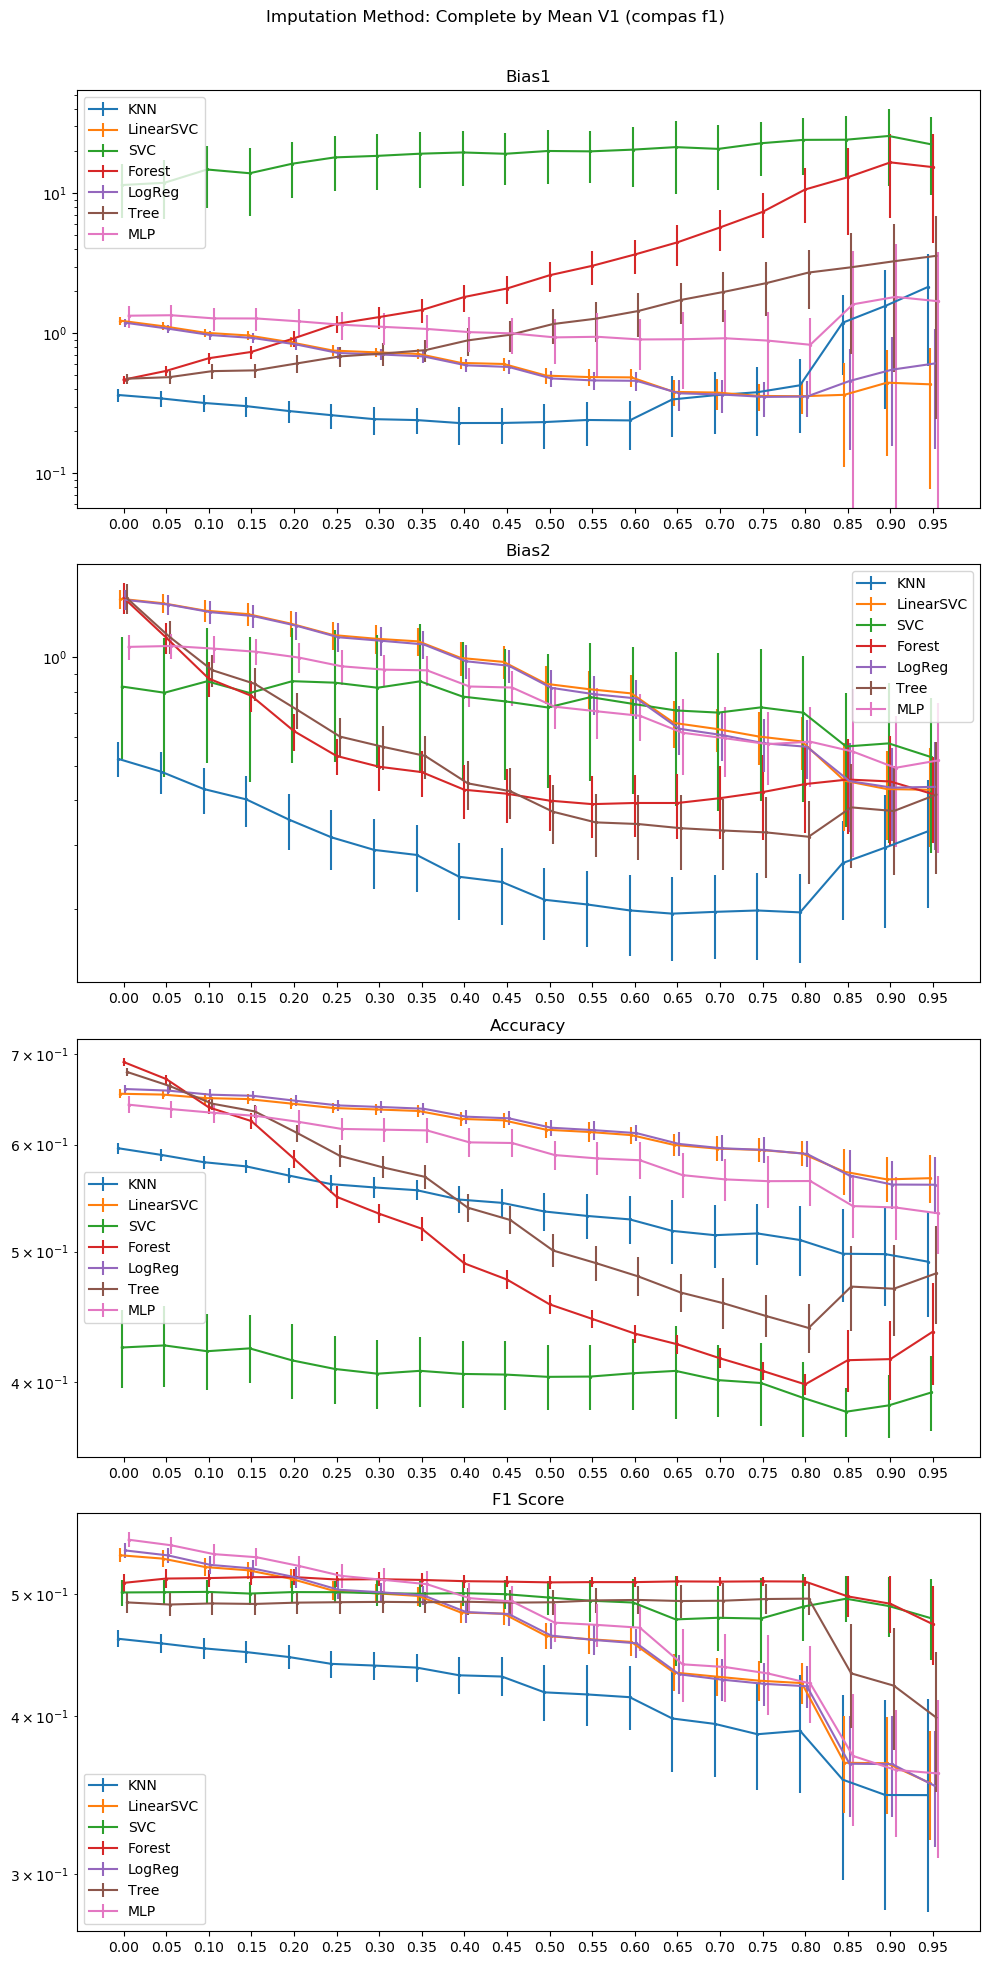 Imputation Method: Complete by Mean V1 (compas f1)
Bias1
KNN
LinearSVC
SVC
Forest
LogReg
Tree
MLP
10^1
10^0
10^-1
0.00 0.05 0.10 0.15 0.20 0.25 0.30 0.35 0.40 0.45 0.50 0.55 0.60 0.65 0.70 0.75 0.80 0.85 0.90 0.95
Bias2
KNN
LinearSVC
SVC
Forest
LogReg
Tree
MLP
10^0
0.00 0.05 0.10 0.15 0.20 0.25 0.30 0.35 0.40 0.45 0.50 0.55 0.60 0.65 0.70 0.75 0.80 0.85 0.90 0.95
Accuracy
7 × 10^-1
6 × 10^-1
KNN
LinearSVC
SVC
Forest
LogReg
Tree
MLP
5 × 10^-1
4 × 10^-1
0.00 0.05 0.10 0.15 0.20 0.25 0.30 0.35 0.40 0.45 0.50 0.55 0.60 0.65 0.70 0.75 0.80 0.85 0.90 0.95
F1 Score
5 × 10^-1
4 × 10^-1
3 × 10^-1
KNN
LinearSVC
SVC
Forest
LogReg
Tree
MLP
0.00 0.05 0.10 0.15 0.20 0.25 0.30 0.35 0.40 0.45 0.50 0.55 0.60 0.65 0.70 0.75 0.80 0.85 0.90 0.95